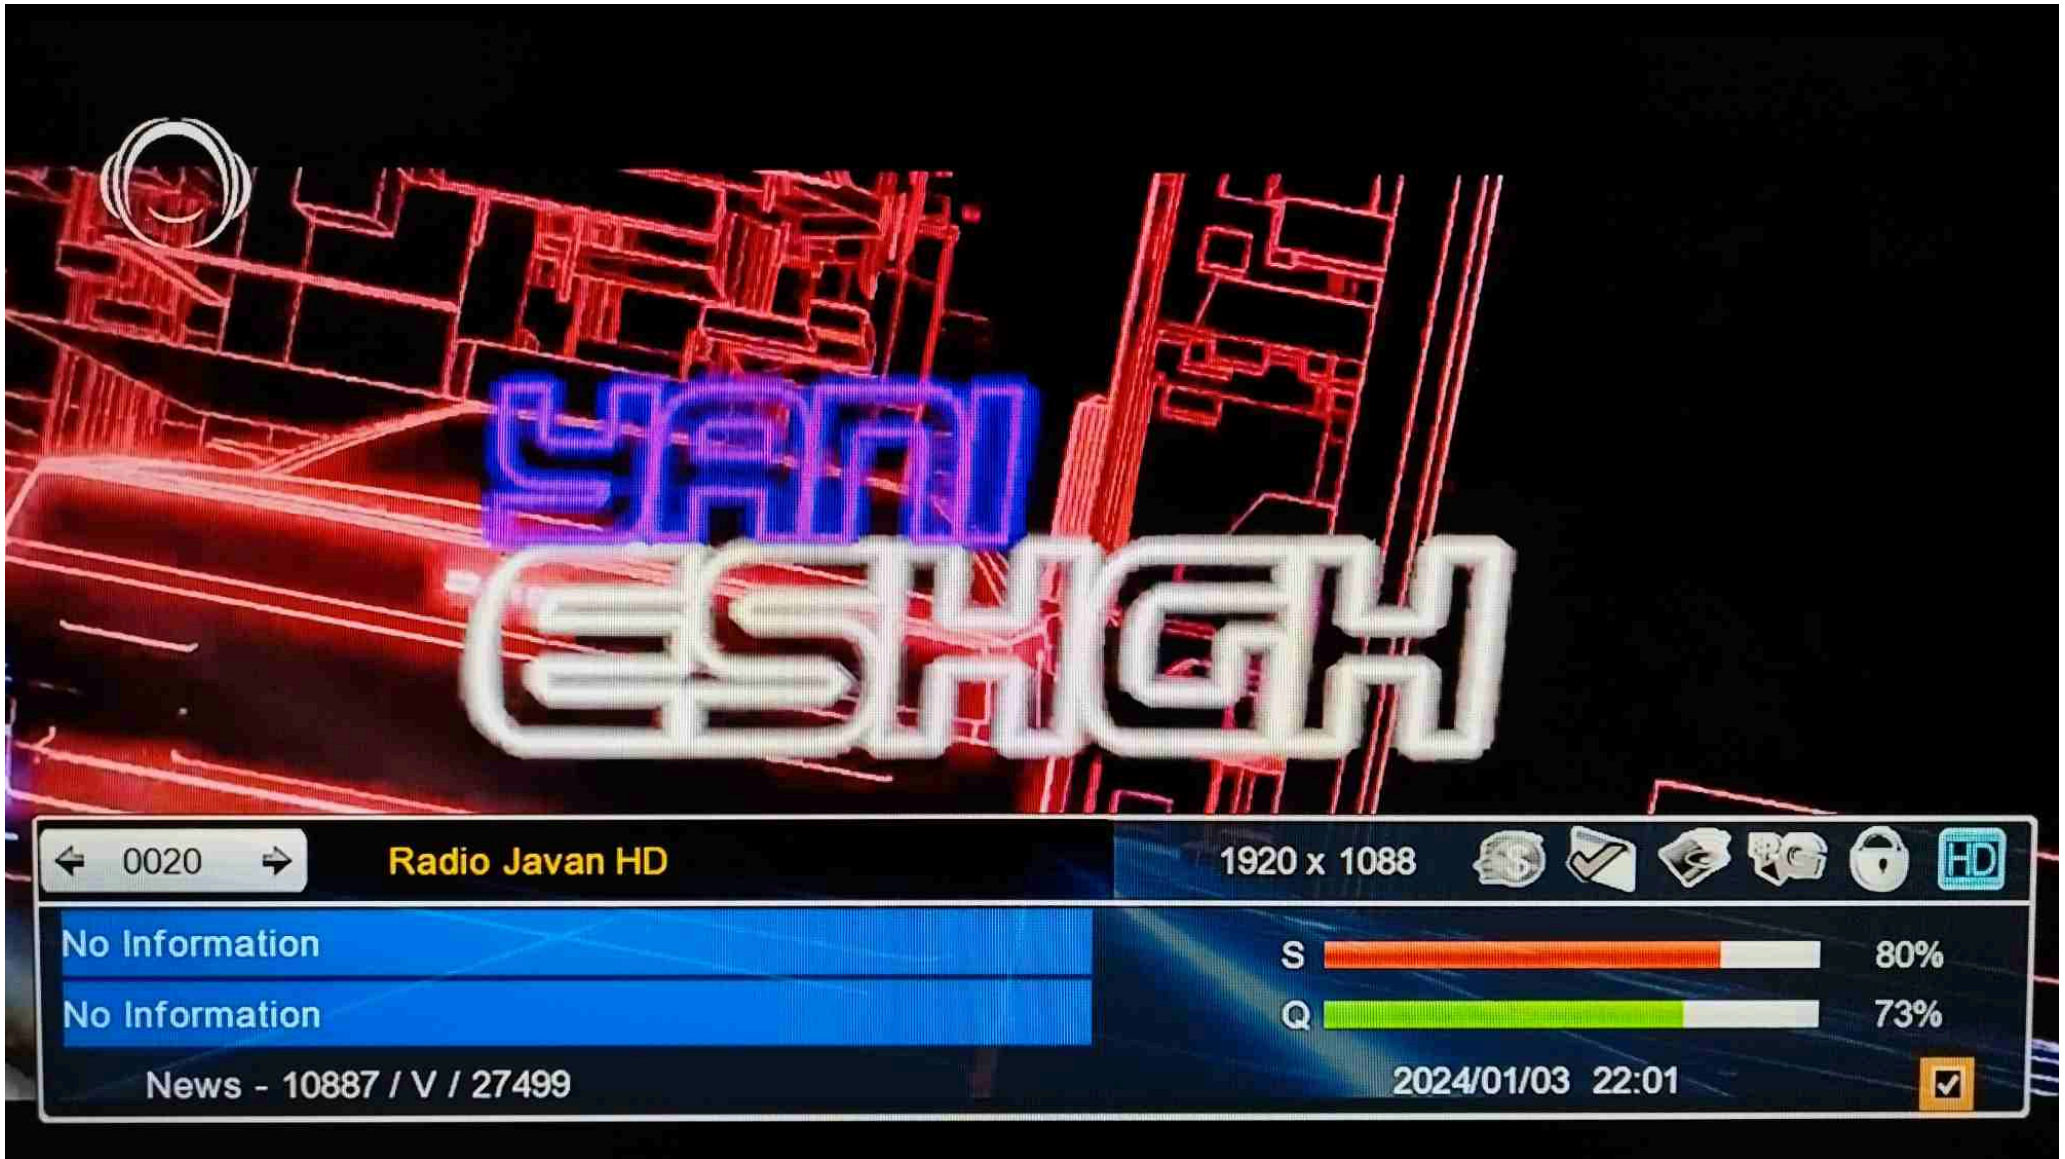 YANI
ESHGH
0020 Radio Javan HD 1920 x 1088 HD
No Information S 80%
No Information Q 73%
News - 10887 / V / 27499 2024/01/03 22:01